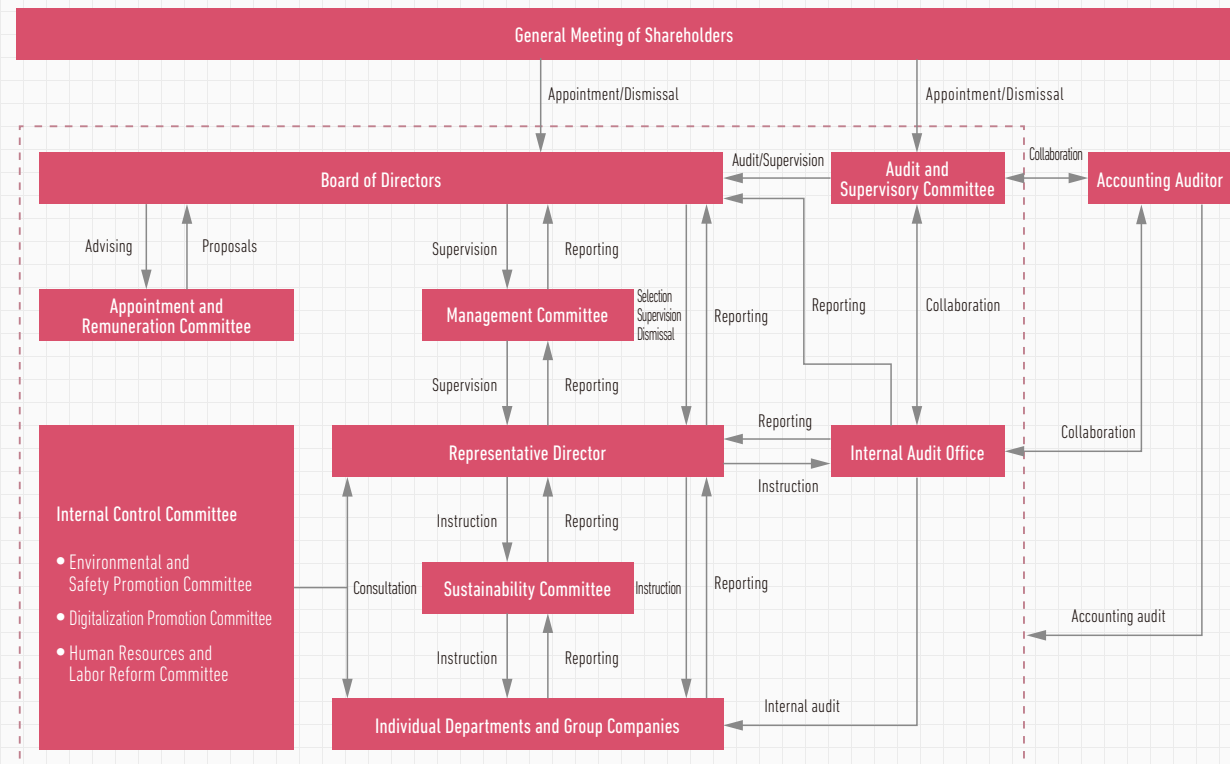 General Meeting of Shareholders
Appointment/Dismissal
Appointment/Dismissal
Board of Directors
Audit/Supervision
Audit and
Supervisory Committee
Collaboration
Accounting Auditor
Advising
Proposals
Supervision
Reporting
Appointment and
Remuneration Committee
Management Committee
Selection
Supervision
Dismissal
Reporting
Reporting
Collaboration
Supervision
Reporting
Representative Director
Reporting
Instruction
Internal Audit Office
Collaboration
Internal Control Committee
• Environmental and
Safety Promotion Committee
• Digitalization Promotion Committee
• Human Resources and
Labor Reform Committee
Instruction
Reporting
Consultation
Sustainability Committee
Instruction
Reporting
Accounting audit
Instruction
Reporting
Internal audit
Individual Departments and Group Companies